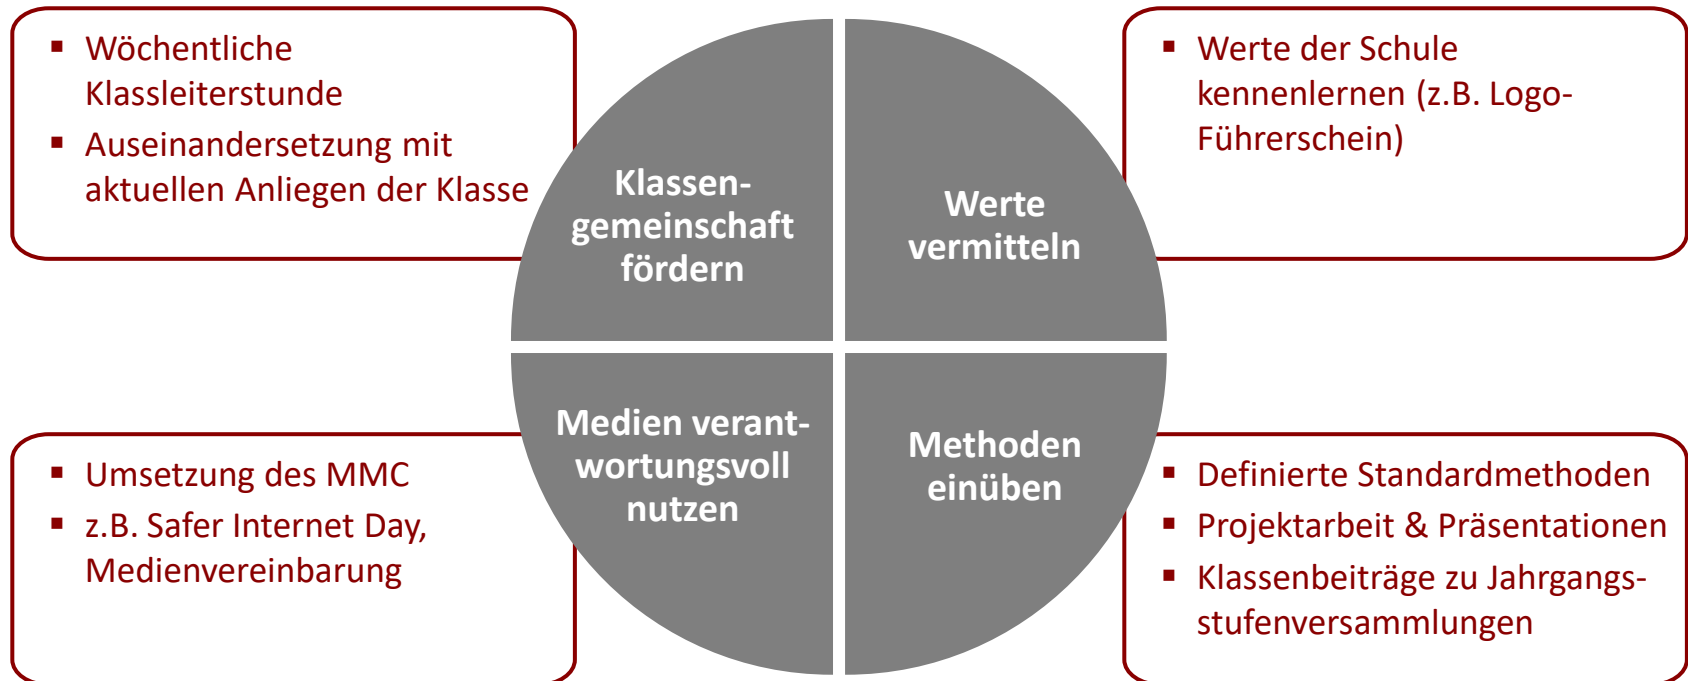 ▪ Wöchentliche
Klassleiterstunde
▪ Auseinandersetzung mit
aktuellen Anliegen der Klasse
Klassen-
gemeinschaft
fördern
Werte
vermitteln
▪ Werte der Schule
kennenlernen (z.B. Logo-
Führerschein)
▪ Umsetzung des MMC
▪ z.B. Safer Internet Day,
Medienvereinbarung
Medien verant-
wortungsvoll
nutzen
Methoden
einüben
▪ Definierte Standardmethoden
▪ Projektarbeit & Präsentationen
▪ Klassenbeiträge zu Jahrgangs-
stufenversammlungen